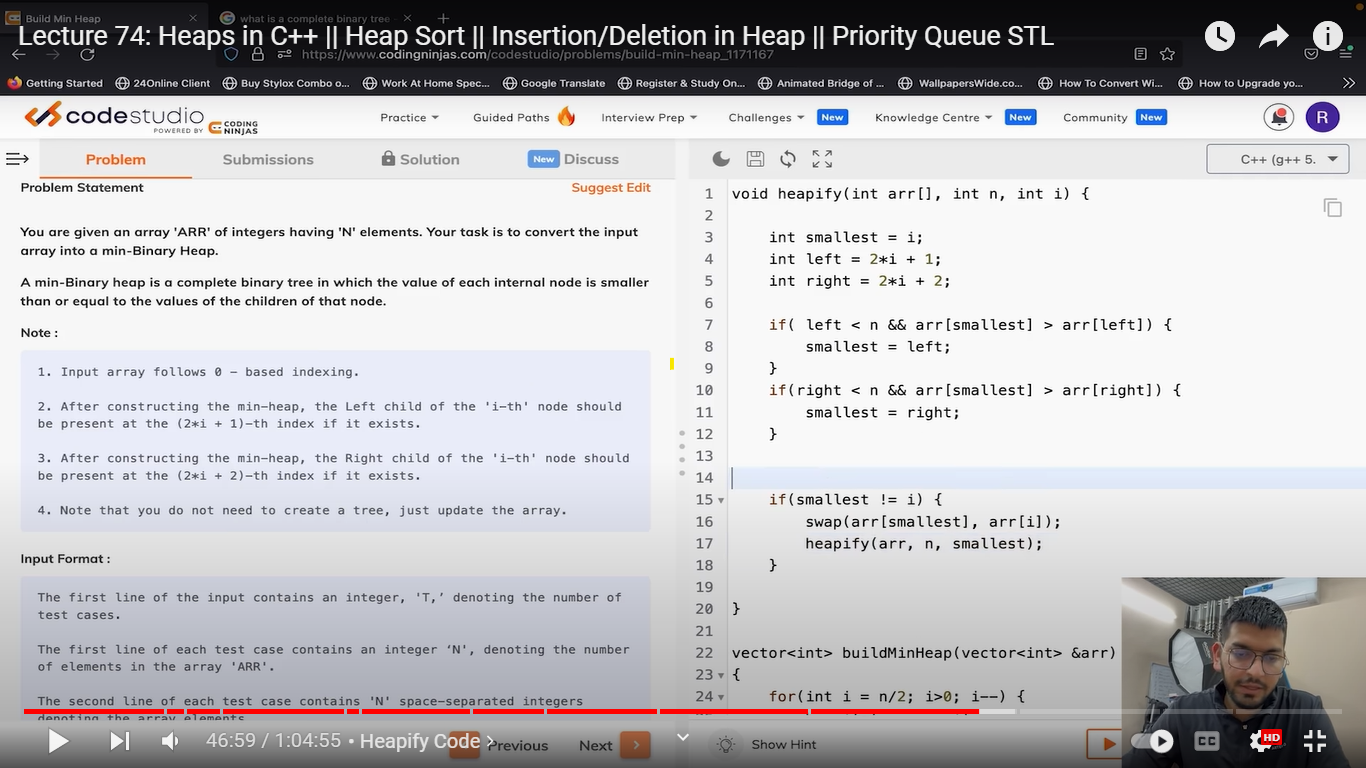 Build Min Heap
what is a complete binary tree
Lecture 74: Heaps in C++ || Heap Sort || Insertion/Deletion in Heap || Priority Queue STL
https://www.codingninjas.com/codestudio/problems/build-min-heap_1171167
Getting Started
24Online Client
Buy Stylox Combo o...
Work At Home Spec...
Google Translate
Register & Study On...
Animated Bridge of ...
WallpapersWide.co...
How To Convert Wi...
How to Upgrade yo...
codestudio
POWERED BY CODING NINJAS
Practice
Guided Paths
Interview Prep
Challenges New
Knowledge Centre New
Community New
R
Problem
Submissions
Solution
New Discuss
C++ (g++ 5.
Problem Statement
Suggest Edit
You are given an array 'ARR' of integers having 'N' elements. Your task is to convert the input
array into a min-Binary Heap.
A min-Binary heap is a complete binary tree in which the value of each internal node is smaller
than or equal to the values of the children of that node.
Note :
1. Input array follows 0 - based indexing.
2. After constructing the min-heap, the Left child of the 'i-th' node should
be present at the (2*i + 1)-th index if it exists.
3. After constructing the min-heap, the Right child of the 'i-th' node should
be present at the (2*i + 2)-th index if it exists.
4. Note that you do not need to create a tree, just update the array.
Input Format :
The first line of the input contains an integer, 'T,’ denoting the number of
test cases.
The first line of each test case contains an integer ‘N', denoting the number
of elements in the array 'ARR'.
The second line of each test case contains 'N' space-separated integers
denoting the array elements
1 void heapify(int arr[], int n, int i) {
2
3 int smallest = i;
4 int left = 2*i + 1;
5 int right = 2*i + 2;
6
7 if( left < n && arr[smallest] > arr[left]) {
8 smallest = left;
9 }
10 if(right < n && arr[smallest] > arr[right]) {
11 smallest = right;
12 }
13
14
15 if(smallest != i) {
16 swap(arr[smallest], arr[i]);
17 heapify(arr, n, smallest);
18 }
19
20 }
21
22 vector<int> buildMinHeap(vector<int> &arr)
23 {
24 for(int i = n/2; i>0; i--) {
46:59 / 1:04:55 • Heapify Code
Previous
Next
Show Hint
CC
HD